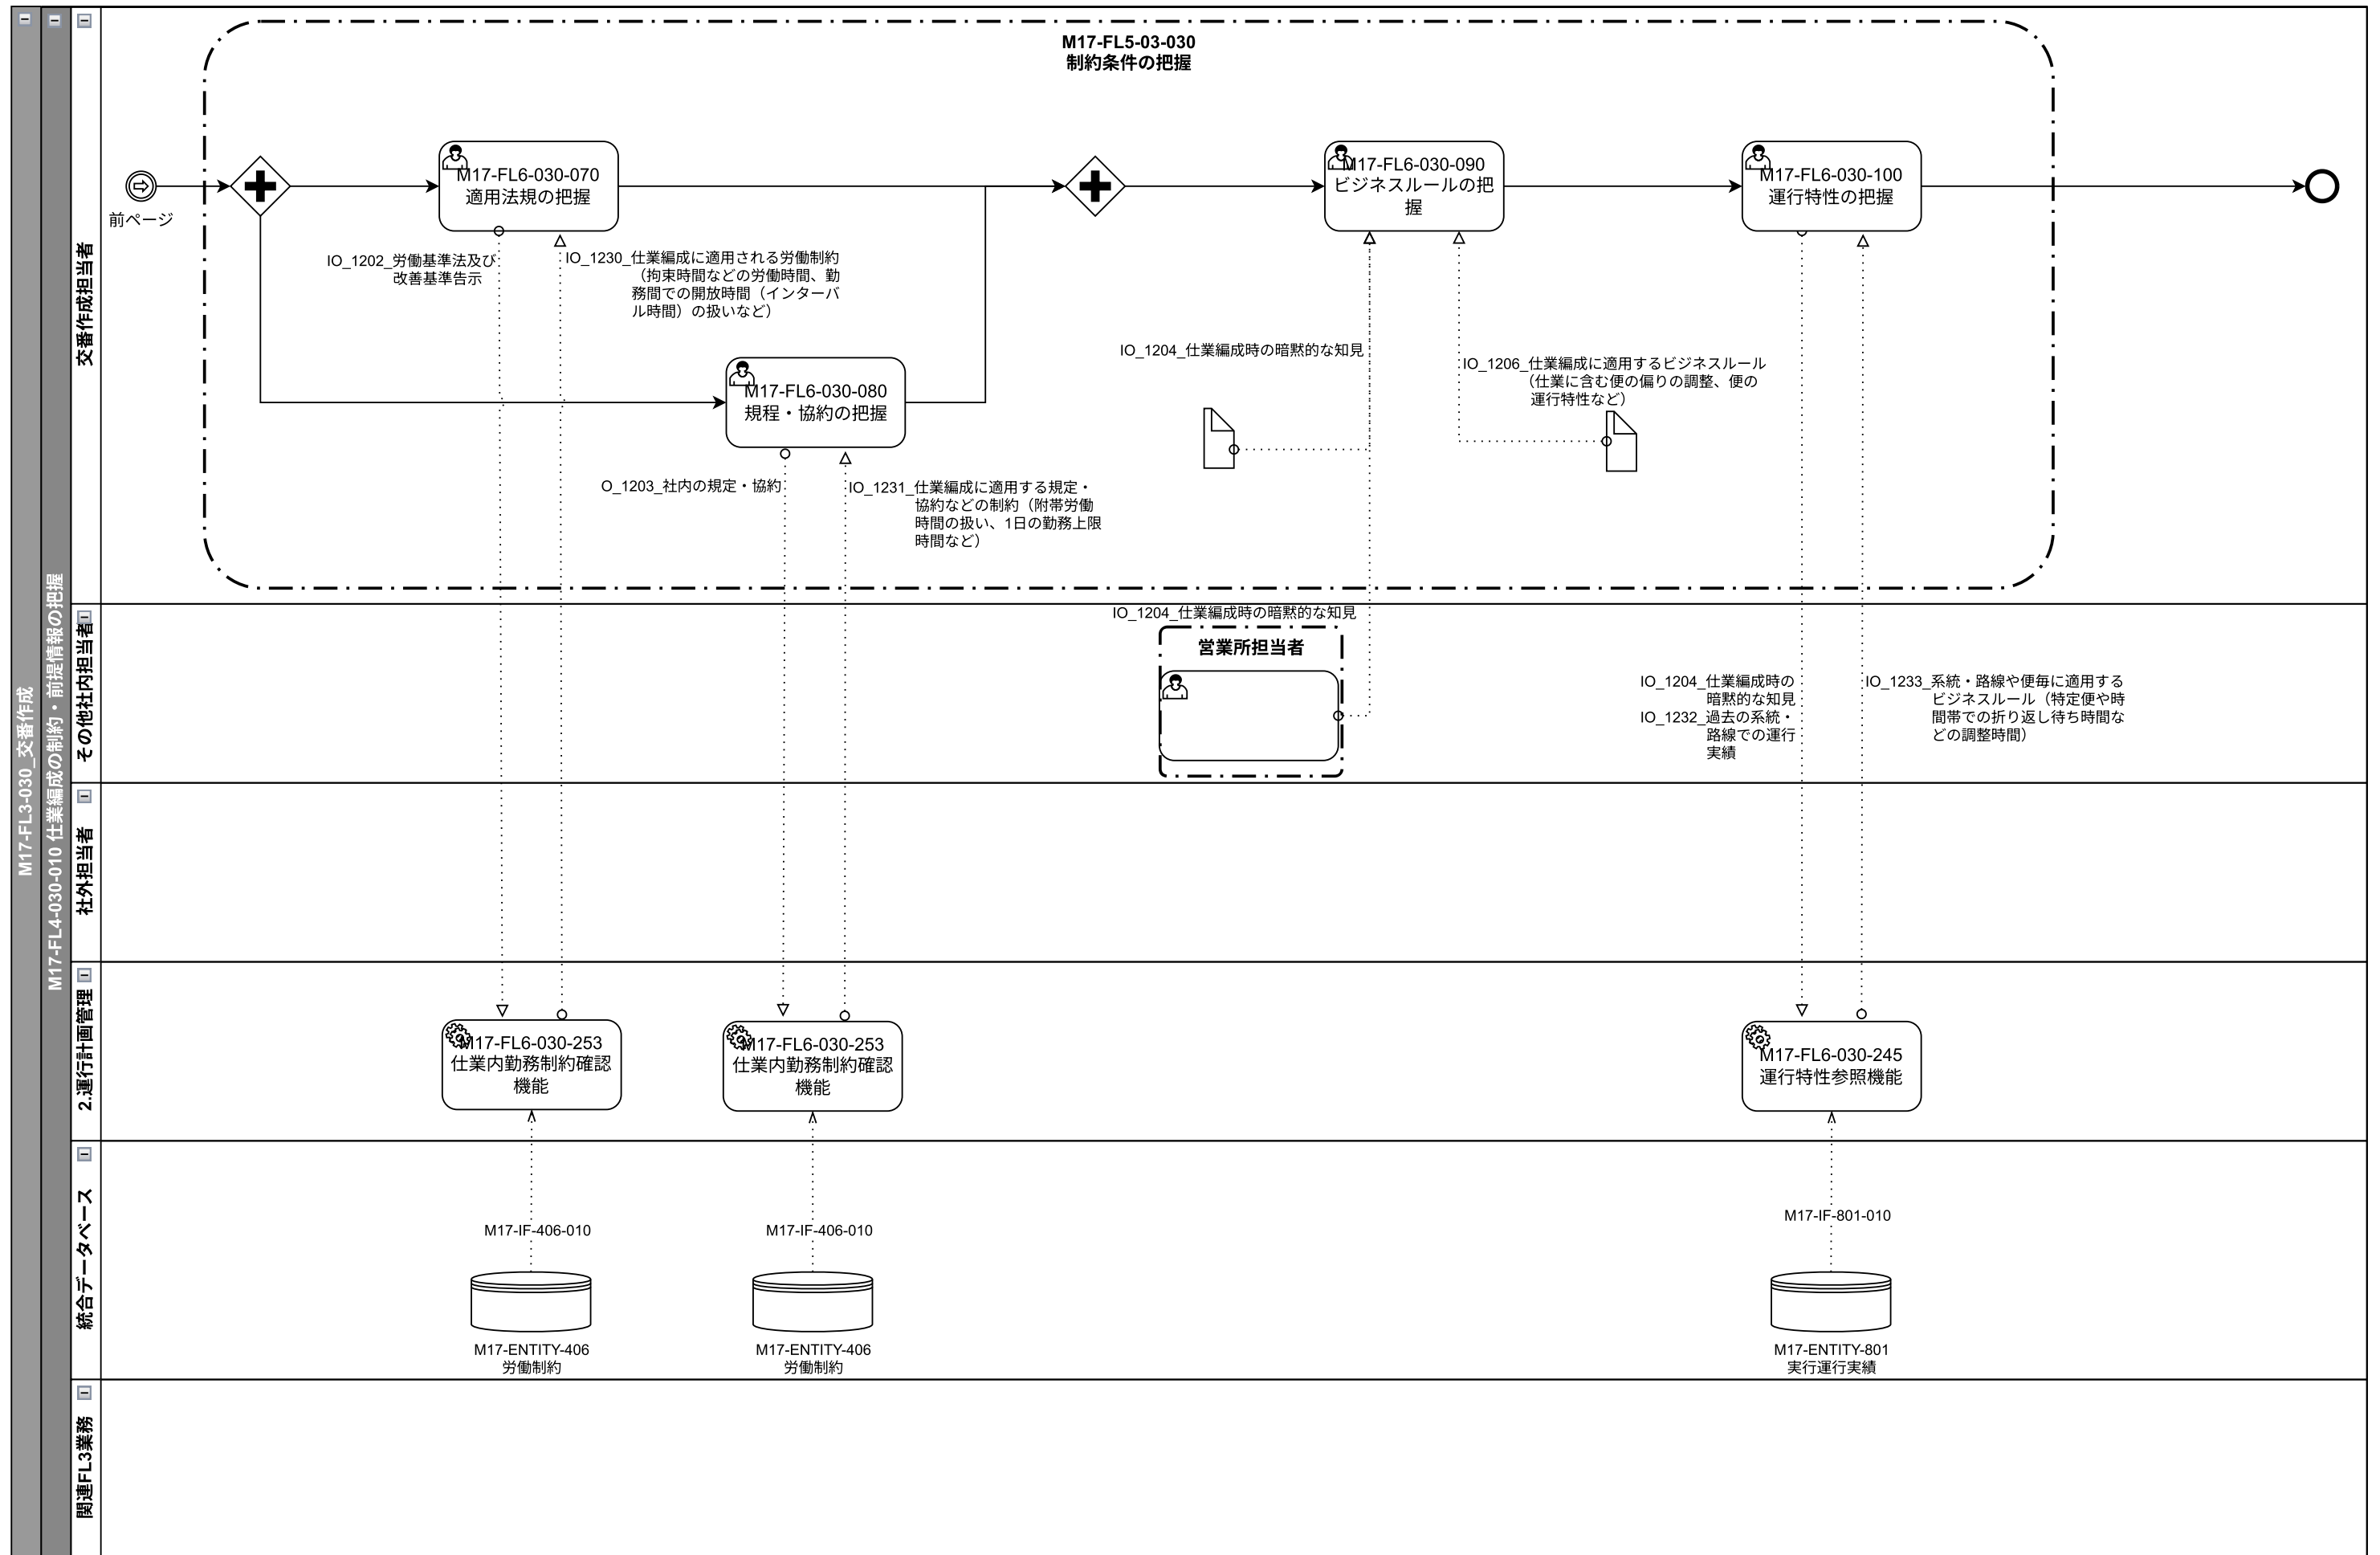 M17-FL3-030_交番作成
M17-FL4-030-010 仕業編成の制約・前提情報の把握
交番作成担当者
M17-FL5-03-030
制約条件の把握
前ページ
M17-FL6-030-070
適用法規の把握
M17-FL6-030-090
ビジネスルールの把
握
M17-FL6-030-100
運行特性の把握
IO_1202_労働基準法及び
改善基準告示
IO_1230_仕業編成に適用される労働制約
（拘束時間などの労働時間、勤
務間での開放時間（インターバ
ル時間）の扱いなど）
M17-FL6-030-080
規程・協約の把握
IO_1204_仕業編成時の暗黙的な知見
IO_1206_仕業編成に適用するビジネスルール
（仕業に含む便の偏りの調整、便の
運行特性など）
O_1203_社内の規定・協約
IO_1231_仕業編成に適用する規定・
協約などの制約（附帯労働
時間の扱い、1日の勤務上限
時間など）
その他社内担当者
IO_1204_仕業編成時の暗黙的な知見
営業所担当者
IO_1204_仕業編成時の
暗黙的な知見
IO_1232_過去の系統・
路線での運行
実績
IO_1233_系統・路線や便毎に適用する
ビジネスルール（特定便や時
間帯での折り返し待ち時間な
どの調整時間）
社外担当者
2.運行計画管理
M17-FL6-030-253
仕業内勤務制約確認
機能
M17-FL6-030-253
仕業内勤務制約確認
機能
M17-FL6-030-245
運行特性参照機能
統合データベース
M17-IF-406-010
M17-IF-406-010
M17-IF-801-010
M17-ENTITY-406
労働制約
M17-ENTITY-406
労働制約
M17-ENTITY-801
実行運行実績
関連FL3業務